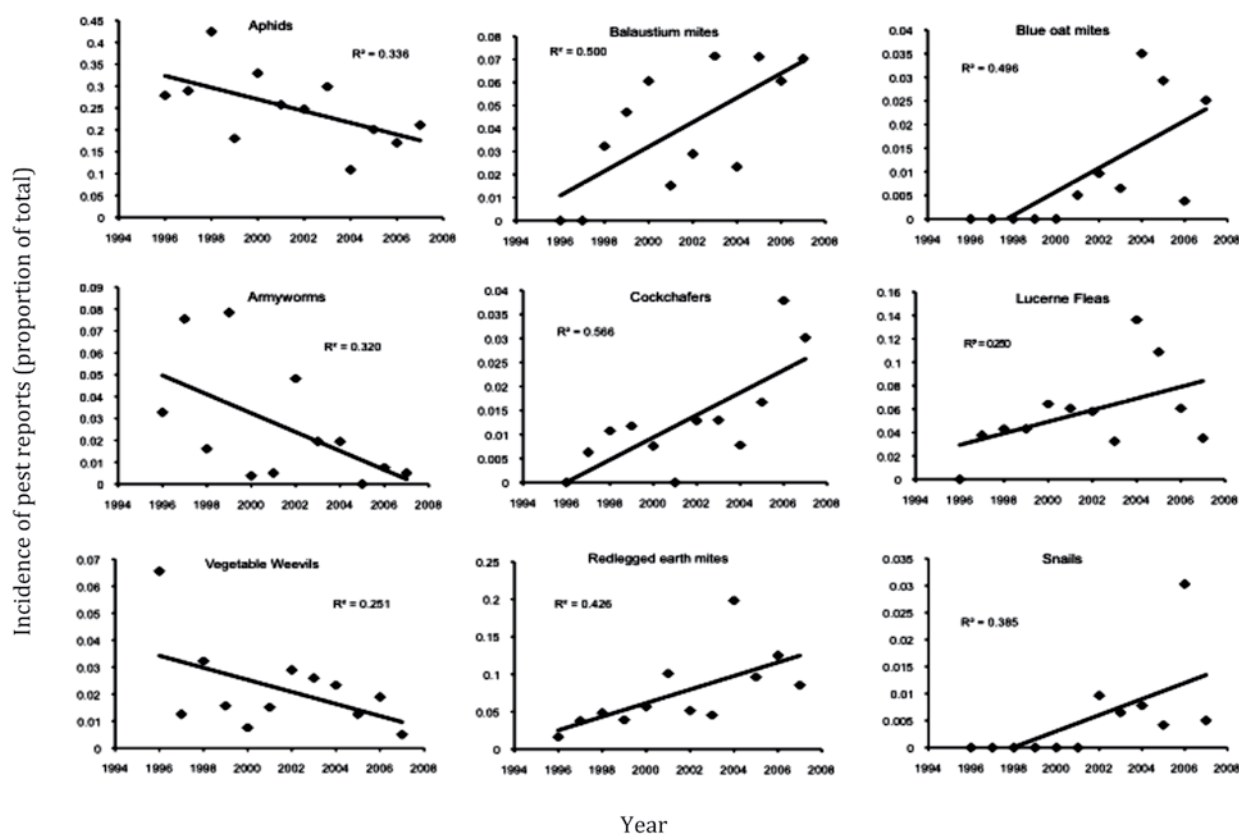 Incidence of pest reports (proportion of total)
Aphids
R² = 0.336
0.45
0.4
0.35
0.3
0.25
0.2
0.15
0.1
0.05
0
1994 1996 1998 2000 2002 2004 2006 2008
Balaustium mites
R² = 0.500
0.08
0.07
0.06
0.05
0.04
0.03
0.02
0.01
0
1994 1996 1998 2000 2002 2004 2006 2008
Blue oat mites
R² = 0.496
0.04
0.035
0.03
0.025
0.02
0.015
0.01
0.005
0
1994 1996 1998 2000 2002 2004 2006 2008
Armyworms
R² = 0.320
0.09
0.08
0.07
0.06
0.05
0.04
0.03
0.02
0.01
0
1994 1996 1998 2000 2002 2004 2006 2008
Cockchafers
R² = 0.566
0.04
0.035
0.03
0.025
0.02
0.015
0.01
0.005
0
1994 1996 1998 2000 2002 2004 2006 2008
Lucerne Fleas
R² = 0.250
0.16
0.14
0.12
0.1
0.08
0.06
0.04
0.02
0
1994 1996 1998 2000 2002 2004 2006 2008
Vegetable Weevils
R² = 0.251
0.07
0.06
0.05
0.04
0.03
0.02
0.01
0
1994 1996 1998 2000 2002 2004 2006 2008
Redlegged earth mites
R² = 0.426
0.25
0.2
0.15
0.1
0.05
0
1994 1996 1998 2000 2002 2004 2006 2008
Snails
R² = 0.385
0.035
0.03
0.025
0.02
0.015
0.01
0.005
0
1994 1996 1998 2000 2002 2004 2006 2008
Year